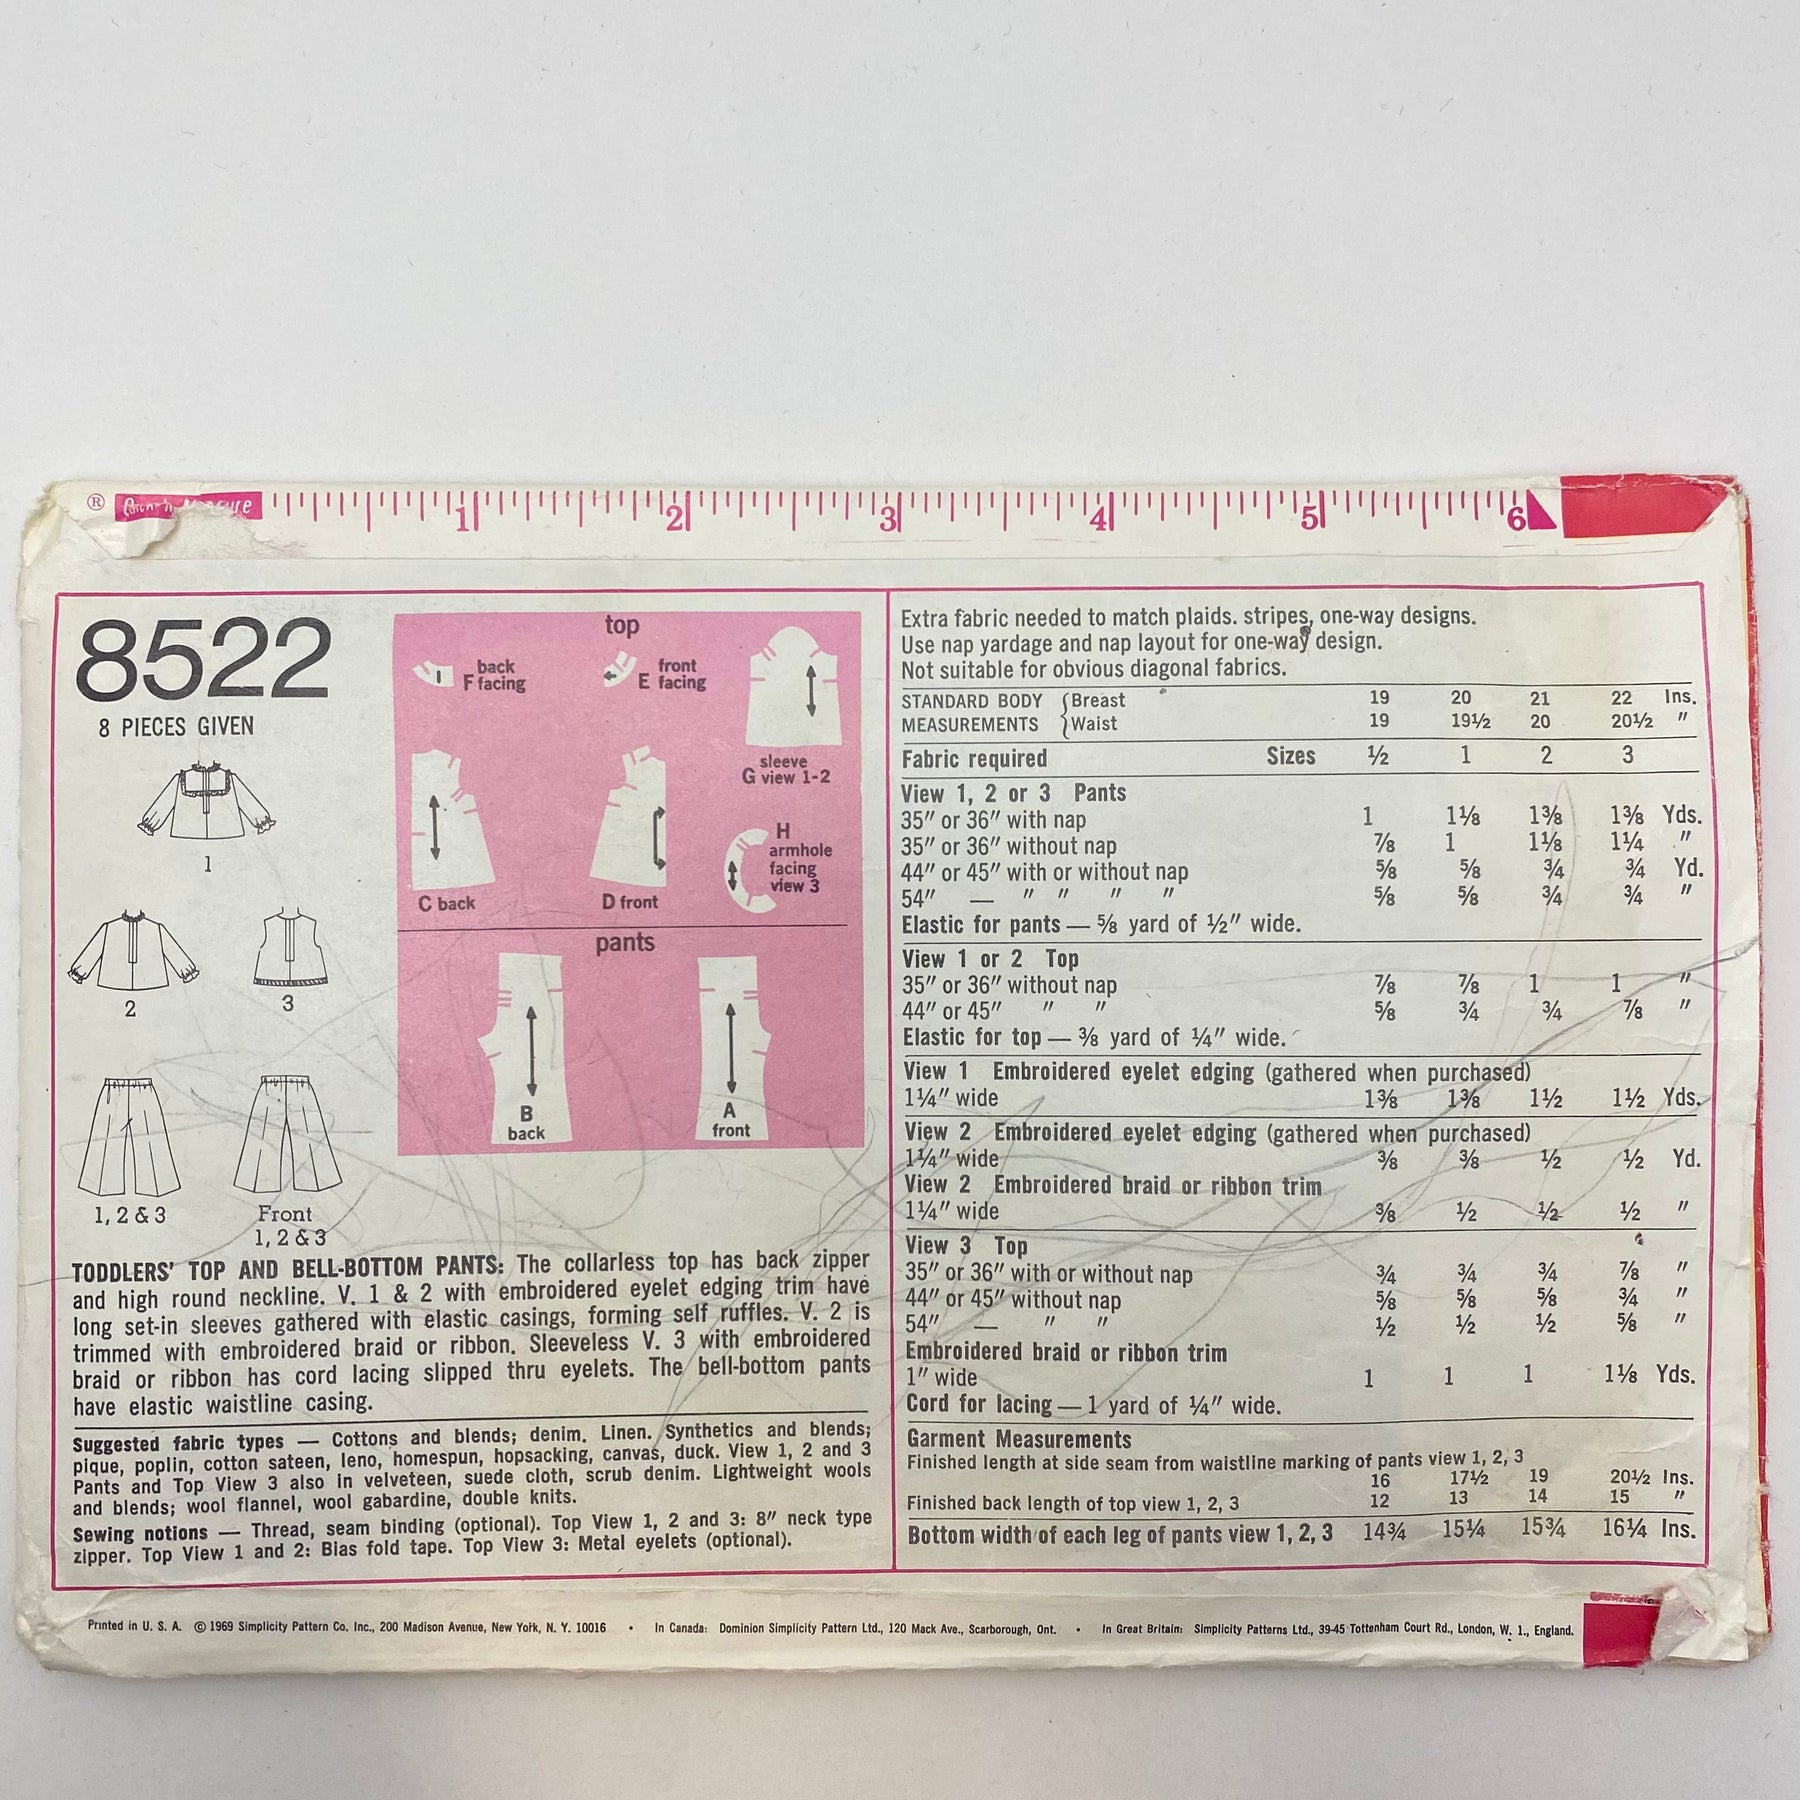 ® Quick-'n-Measure 1 2 3 4 5 6
8522
8 PIECES GIVEN
1
2
3
1, 2 & 3
Front
1, 2 & 3
top
back
F facing
front
E facing
sleeve
G view 1-2
C back
D front
H
armhole
facing
view 3
pants
B
back
A
front
TODDLERS' TOP AND BELL-BOTTOM PANTS: The collarless top has back zipper
and high round neckline. V. 1 & 2 with embroidered eyelet edging trim have
long set-in sleeves gathered with elastic casings, forming self ruffles. V. 2 is
trimmed with embroidered braid or ribbon. Sleeveless V. 3 with embroidered
braid or ribbon has cord lacing slipped thru eyelets. The bell-bottom pants
have elastic waistline casing.
Suggested fabric types — Cottons and blends; denim. Linen. Synthetics and blends;
pique, poplin, cotton sateen, leno, homespun, hopsacking, canvas, duck. View 1, 2 and 3
Pants and Top View 3 also in velveteen, suede cloth, scrub denim. Lightweight wools
and blends; wool flannel, wool gabardine, double knits.
Sewing notions — Thread, seam binding (optional). Top View 1, 2 and 3: 8" neck type
zipper. Top View 1 and 2: Bias fold tape. Top View 3: Metal eyelets (optional).
Extra fabric needed to match plaids. stripes, one-way designs.
Use nap yardage and nap layout for one-way design.
Not suitable for obvious diagonal fabrics.
STANDARD BODY { Breast 19 20 21 22 Ins.
MEASUREMENTS { Waist 19 19½ 20 20½ "
Fabric required Sizes ½ 1 2 3
View 1, 2 or 3 Pants
35" or 36" with nap 1 1⅛ 1⅜ 1⅜ Yds.
35" or 36" without nap ⅞ 1 1⅛ 1¼ "
44" or 45" with or without nap ⅝ ⅝ ¾ ¾ Yd.
54" — " " " " ⅝ ⅝ ¾ ¾ "
Elastic for pants — ⅝ yard of ½" wide.
View 1 or 2 Top
35" or 36" without nap ⅞ ⅞ 1 1 "
44" or 45" " " ⅝ ¾ ¾ ⅞ "
Elastic for top — ⅜ yard of ¼" wide.
View 1 Embroidered eyelet edging (gathered when purchased)
1¼" wide 1⅜ 1⅜ 1½ 1½ Yds.
View 2 Embroidered eyelet edging (gathered when purchased)
1¼" wide ⅜ ⅜ ½ ½ Yd.
View 2 Embroidered braid or ribbon trim
1¼" wide ⅜ ½ ½ ½ "
View 3 Top
35" or 36" with or without nap ¾ ¾ ¾ ⅞ "
44" or 45" without nap ⅝ ⅝ ⅝ ¾ "
54" — " " ½ ½ ½ ⅝ "
Embroidered braid or ribbon trim
1" wide 1 1 1 1⅛ Yds.
Cord for lacing — 1 yard of ¼" wide.
Garment Measurements
Finished length at side seam from waistline marking of pants view 1, 2, 3
16 17½ 19 20½ Ins.
Finished back length of top view 1, 2, 3 12 13 14 15 "
Bottom width of each leg of pants view 1, 2, 3 14¾ 15¼ 15¾ 16¼ Ins.
Printed in U. S. A. © 1969 Simplicity Pattern Co. Inc., 200 Madison Avenue, New York, N. Y. 10016 • In Canada: Dominion Simplicity Pattern Ltd., 120 Mack Ave., Scarborough, Ont. • In Great Britain: Simplicity Patterns Ltd., 39-45 Tottenham Court Rd., London, W. 1., England.